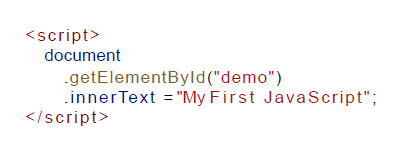 <script>
document
.getElementById("demo")
.innerText ="My First JavaScript";
</script>